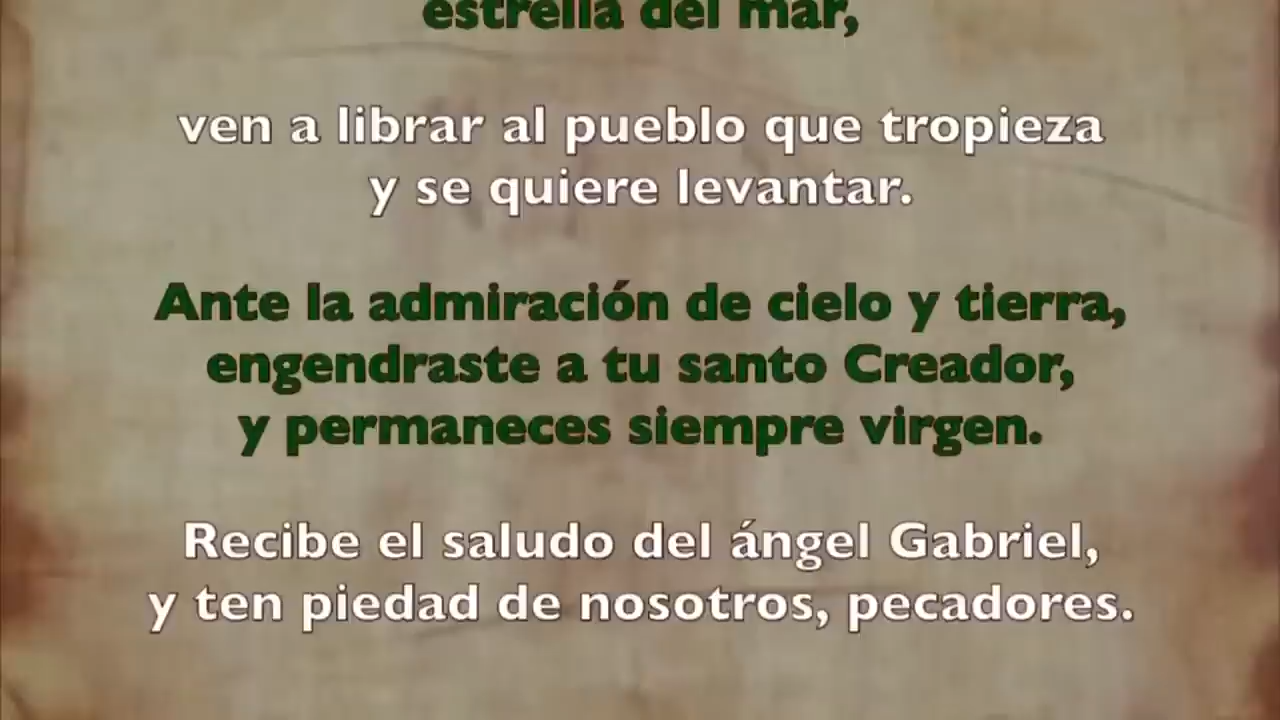 estrella del mar,
ven a librar al pueblo que tropieza
y se quiere levantar.
Ante la admiración de cielo y tierra,
engendraste a tu santo Creador,
y permaneces siempre virgen.
Recibe el saludo del ángel Gabriel,
y ten piedad de nosotros, pecadores.